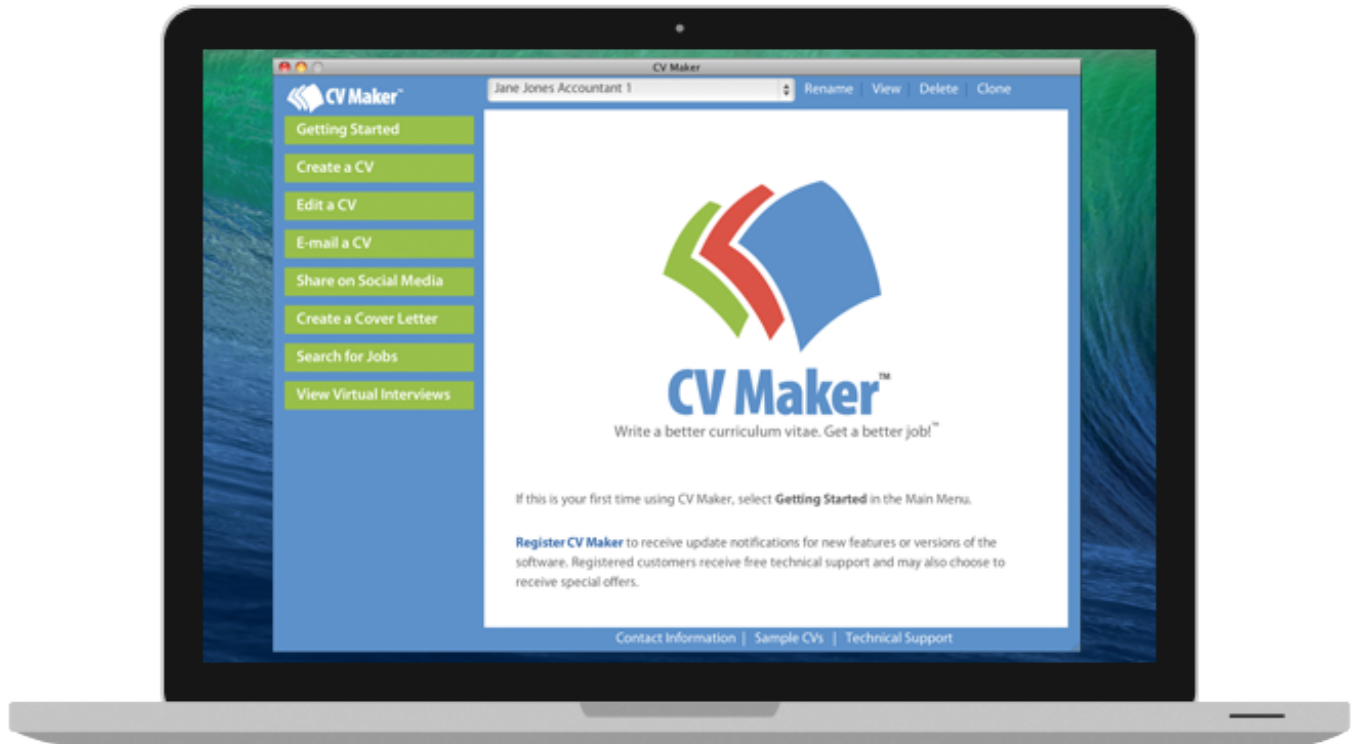 CV Maker
CV Maker™
Jane Jones Accountant 1
Rename | View | Delete | Clone
Getting Started
Create a CV
Edit a CV
E-mail a CV
Share on Social Media
Create a Cover Letter
Search for Jobs
View Virtual Interviews
CV Maker™
Write a better curriculum vitae. Get a better job!™
If this is your first time using CV Maker, select Getting Started in the Main Menu.
Register CV Maker to receive update notifications for new features or versions of the
software. Registered customers receive free technical support and may also choose to
receive special offers.
Contact Information | Sample CVs | Technical Support